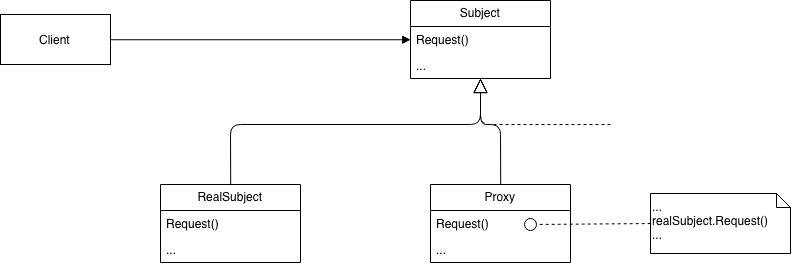 Subject
Client
Request()
...
RealSubject
Request()
...
Proxy
Request()
...
...
realSubject.Request()
...